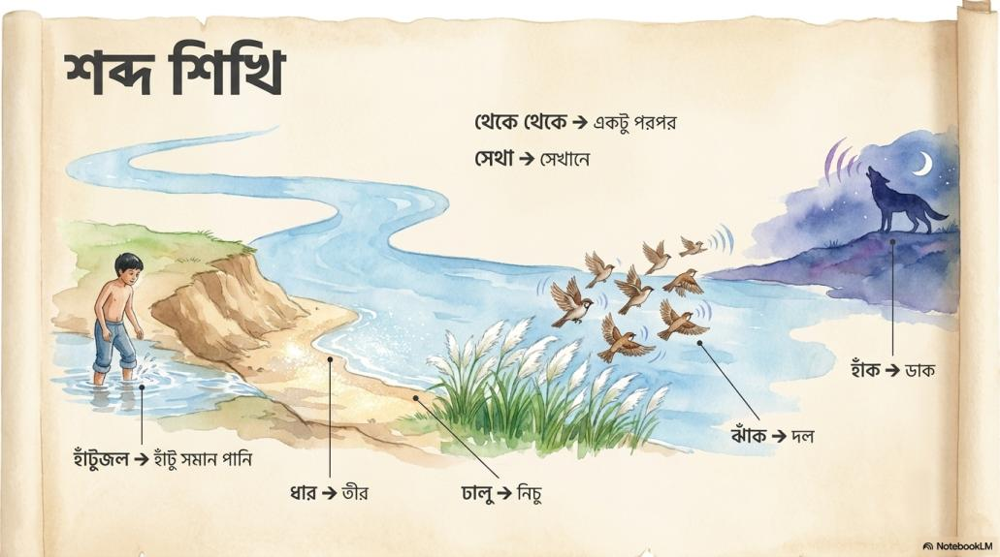 শব্দ শিখি
থেকে থেকে → একটু পরপর
সেথা → সেখানে
হাঁক → ডাক
ঝাঁক → দল
হাঁটুজল → হাঁটু সমান পানি
ধার → তীর
ঢালু → নিচু
NotebookLM